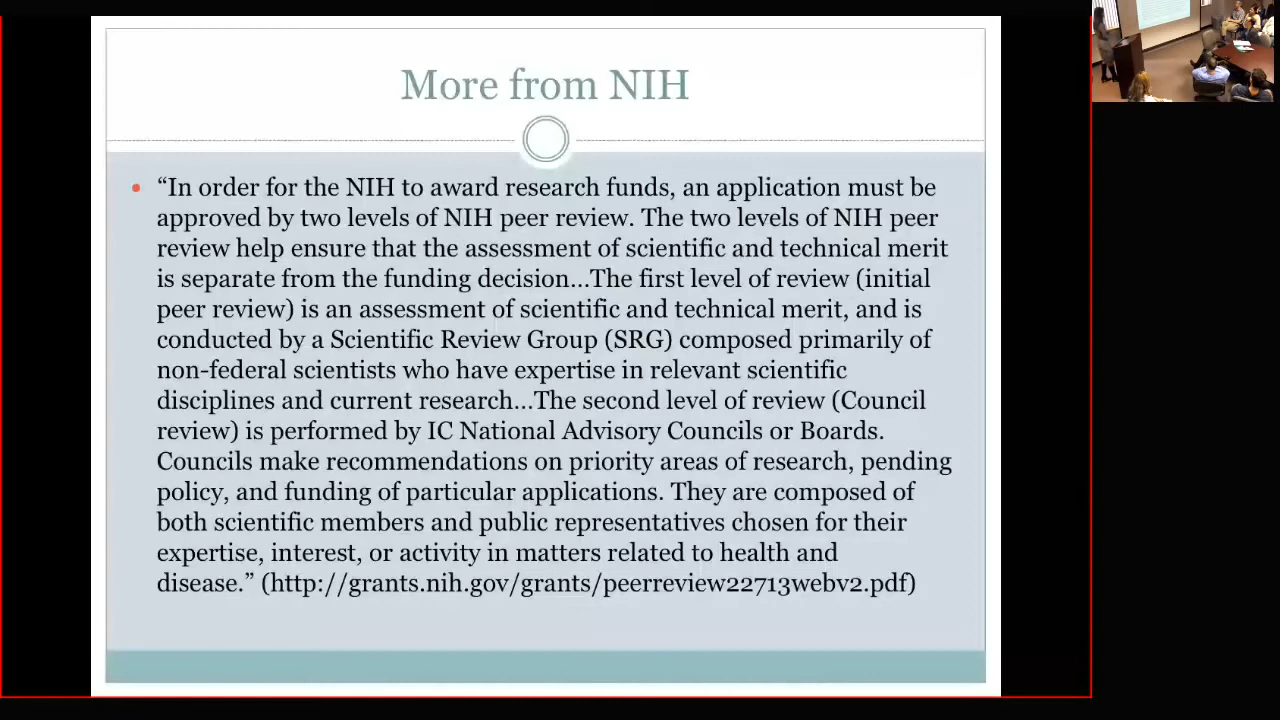 More from NIH
• “In order for the NIH to award research funds, an application must be
approved by two levels of NIH peer review. The two levels of NIH peer
review help ensure that the assessment of scientific and technical merit
is separate from the funding decision…The first level of review (initial
peer review) is an assessment of scientific and technical merit, and is
conducted by a Scientific Review Group (SRG) composed primarily of
non-federal scientists who have expertise in relevant scientific
disciplines and current research…The second level of review (Council
review) is performed by IC National Advisory Councils or Boards.
Councils make recommendations on priority areas of research, pending
policy, and funding of particular applications. They are composed of
both scientific members and public representatives chosen for their
expertise, interest, or activity in matters related to health and
disease.” (http://grants.nih.gov/grants/peerreview22713webv2.pdf)